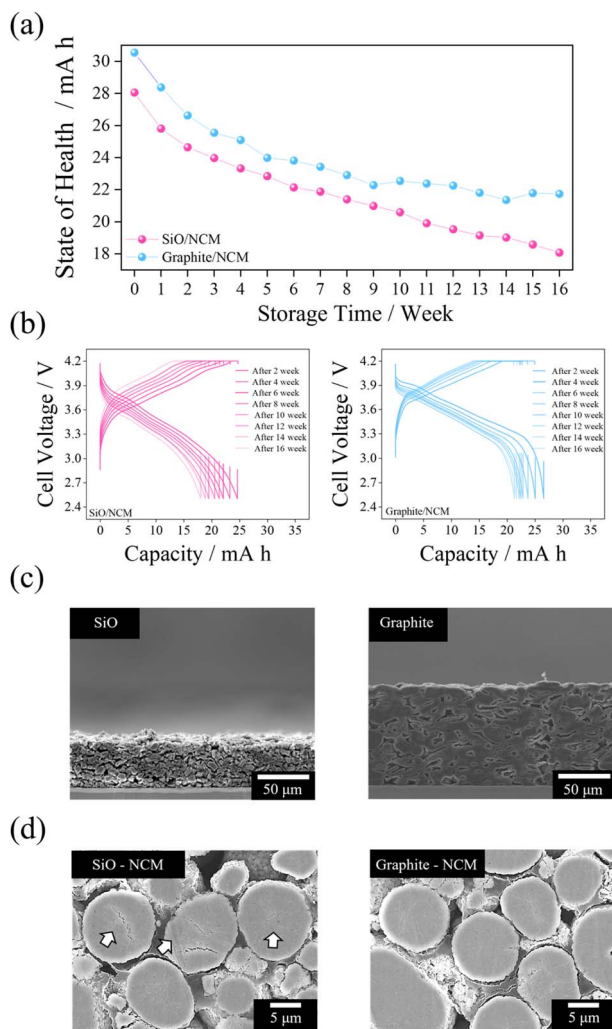 (a)
State of Health / mA h
30
28
26
24
22
20
18
SiO/NCM
Graphite/NCM
0 1 2 3 4 5 6 7 8 9 10 11 12 13 14 15 16
Storage Time / Week
(b)
Cell Voltage / V
4.2
3.9
3.6
3.3
3.0
2.7
2.4
After 2 week
After 4 week
After 6 week
After 8 week
After 10 week
After 12 week
After 14 week
After 16 week
SiO/NCM
0 5 10 15 20 25 30 35
Capacity / mA h
Cell Voltage / V
4.2
3.9
3.6
3.3
3.0
2.7
2.4
After 2 week
After 4 week
After 6 week
After 8 week
After 10 week
After 12 week
After 14 week
After 16 week
Graphite/NCM
0 5 10 15 20 25 30 35
Capacity / mA h
(c)
SiO
50 μm
Graphite
50 μm
(d)
SiO - NCM
5 μm
Graphite - NCM
5 μm